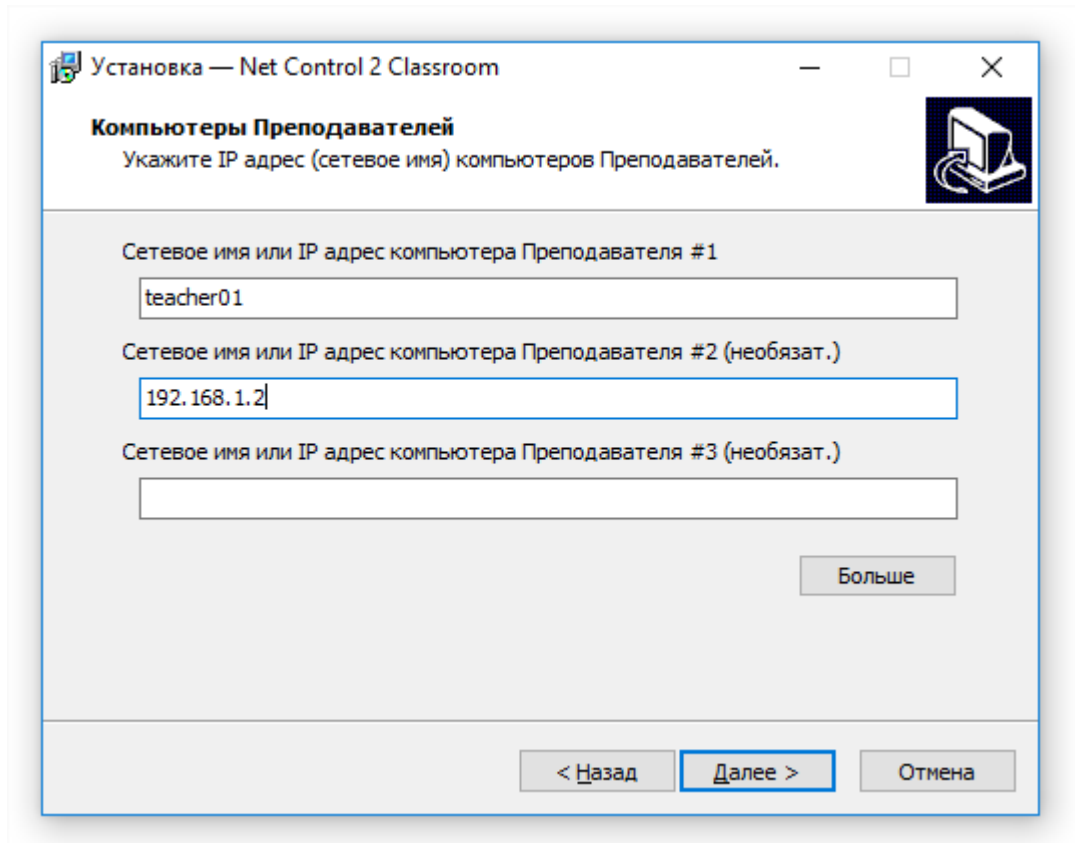 Установка — Net Control 2 Classroom
Компьютеры Преподавателей
Укажите IP адрес (сетевое имя) компьютеров Преподавателей.
Сетевое имя или IP адрес компьютера Преподавателя #1
teacher01
Сетевое имя или IP адрес компьютера Преподавателя #2 (необязат.)
192.168.1.2
Сетевое имя или IP адрес компьютера Преподавателя #3 (необязат.)
Больше
< Назад Далее > Отмена